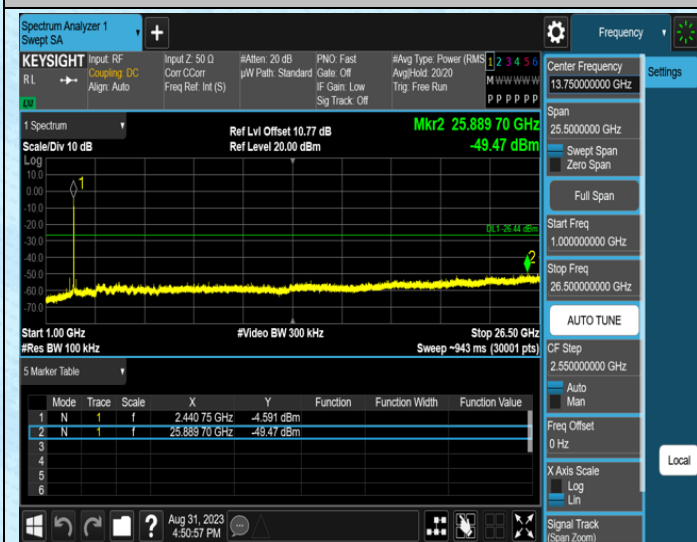 Spectrum Analyzer 1
Swept SA
+
Frequency
KEYSIGHT
RL
LW
Input: RF
Coupling: DC
Align: Auto
Input Z: 50 Ω
Corr CCorr
Freq Ref: Int (S)
#Atten: 20 dB
µW Path: Standard
PNO: Fast
Gate: Off
IF Gain: Low
Sig Track: Off
#Avg Type: Power (RMS
Avg|Hold: 20/20
Trig: Free Run
1 2 3 4 5 6
M W W W W W
P P P P P P
1 Spectrum
Scale/Div 10 dB
Ref Lvl Offset 10.77 dB
Ref Level 20.00 dBm
Mkr2 25.889 70 GHz
-49.47 dBm
Log
10.0
0.00
-10.0
-20.0
-30.0
-40.0
-50.0
-60.0
-70.0
1
DL1 -26.44 dBm
2
Start 1.00 GHz
#Res BW 100 kHz
#Video BW 300 kHz
Stop 26.50 GHz
Sweep ~943 ms (30001 pts)
5 Marker Table
Mode Trace Scale X Y Function Function Width Function Value
1 N 1 f 2.440 75 GHz -4.591 dBm
2 N 1 f 25.889 70 GHz -49.47 dBm
3
4
5
6
Aug 31, 2023
4:50:57 PM
?
Center Frequency
13.750000000 GHz
Span
25.5000000 GHz
Swept Span
Zero Span
Full Span
Start Freq
1.000000000 GHz
Stop Freq
26.500000000 GHz
AUTO TUNE
CF Step
2.550000000 GHz
Auto
Man
Freq Offset
0 Hz
X Axis Scale
Log
Lin
Signal Track
(Span Zoom)
Settings
Local